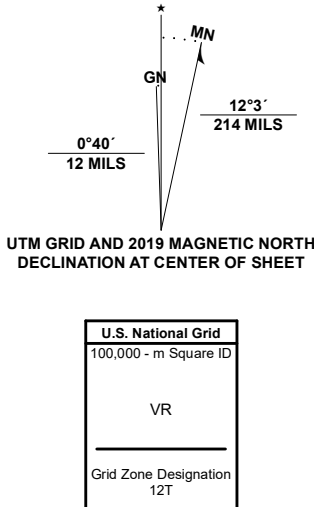 ★
MN
GN
0°40´
12 MILS
12°3´
214 MILS
UTM GRID AND 2019 MAGNETIC NORTH
DECLINATION AT CENTER OF SHEET
U.S. National Grid
100,000 - m Square ID
VR
Grid Zone Designation
12T